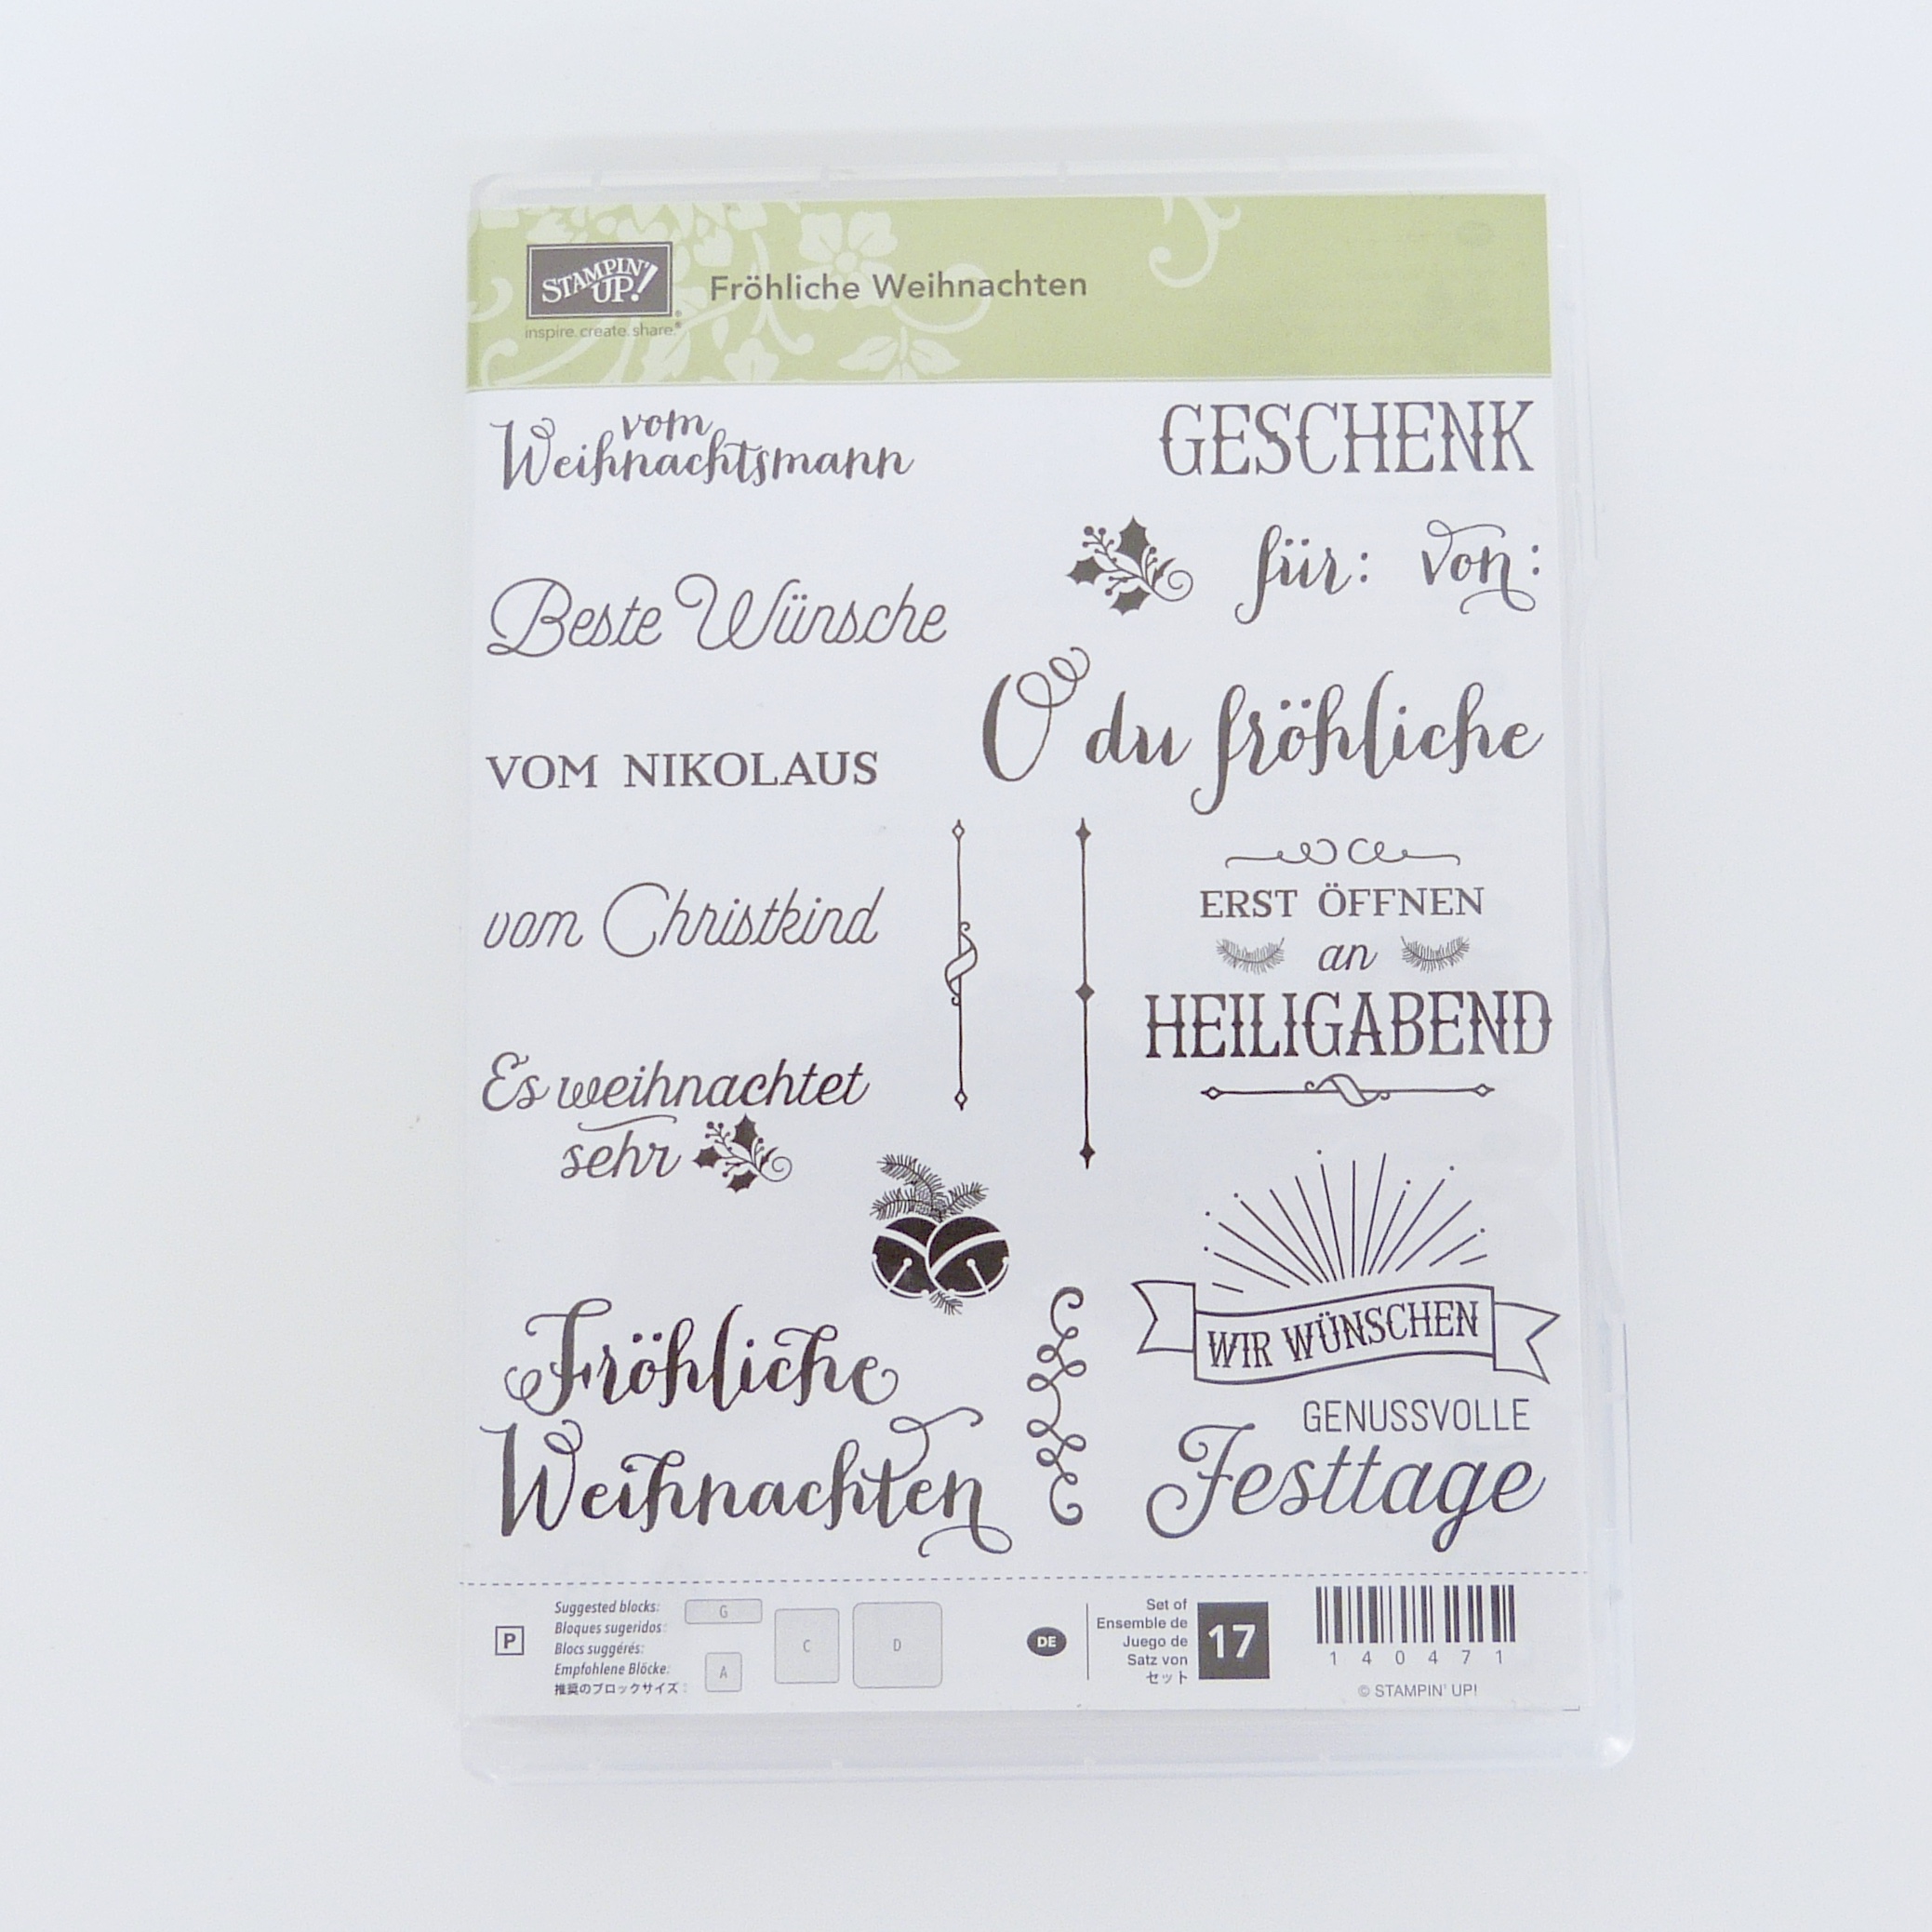 STAMPIN' UP!®
inspire. create. share.®
Fröhliche Weihnachten
vom
Weihnachtsmann
GESCHENK
für: von:
Beste Wünsche
O du fröhliche
VOM NIKOLAUS
ERST ÖFFNEN
an
HEILIGABEND
vom Christkind
Es weihnachtet
sehr
WIR WÜNSCHEN
GENUSSVOLLE
Festtage
Fröhliche
Weihnachten
P
Suggested blocks:
Bloques sugeridos:
Blocs suggérés:
Empfohlene Blöcke:
推奨のブロックサイズ:
G
A
C
D
DE
Set of
Ensemble de
Juego de
Satz von
セット
17
1 4 0 4 7 1
© STAMPIN' UP!